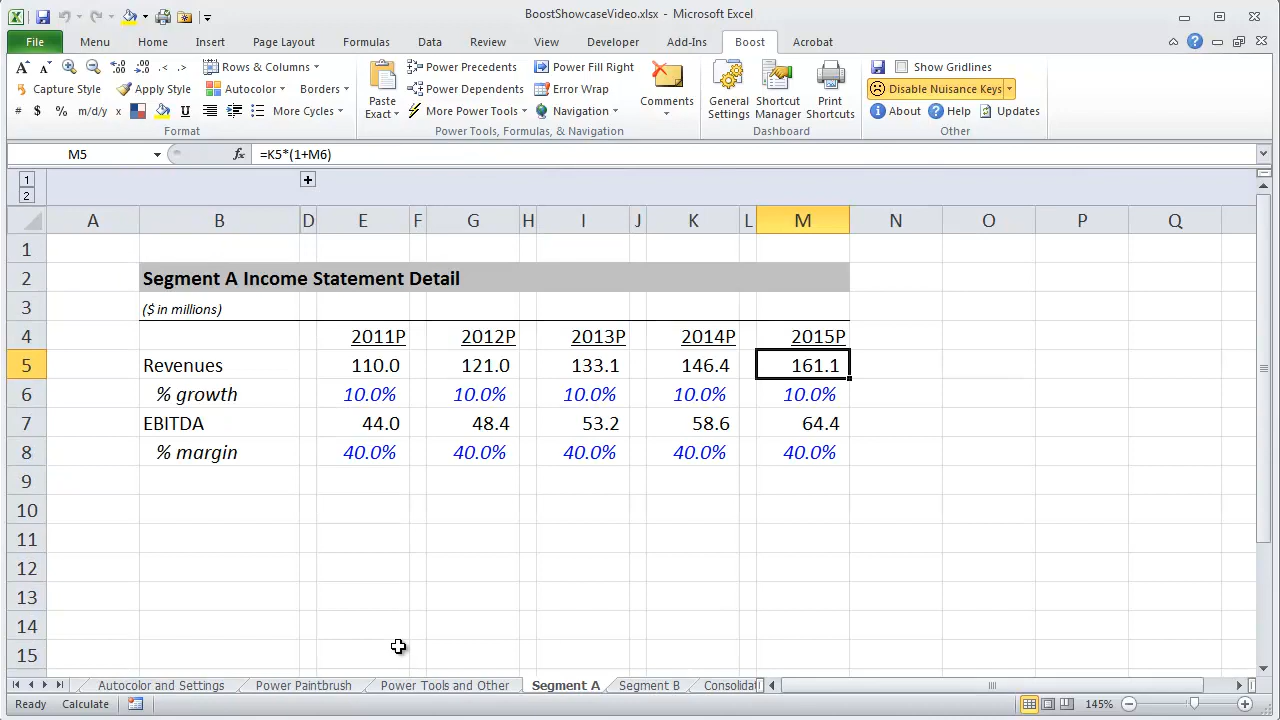 BoostShowcaseVideo.xlsx - Microsoft Excel
File Menu Home Insert Page Layout Formulas Data Review View Developer Add-Ins Boost Acrobat
Rows & Columns Power Precedents Power Fill Right Show Gridlines
Capture Style Apply Style Autocolor Borders Power Dependents Error Wrap Disable Nuisance Keys
# $ % m/d/y x U More Cycles Paste Exact More Power Tools Navigation Comments General Settings Shortcut Manager Print Shortcuts About Help Updates
Format Power Tools, Formulas, & Navigation Dashboard Other
M5 fx =K5*(1+M6)
1
2
A B D E F G H I J K L M N O P Q
1
2 Segment A Income Statement Detail
3 ($ in millions)
4 2011P 2012P 2013P 2014P 2015P
5 Revenues 110.0 121.0 133.1 146.4 161.1
6 % growth 10.0% 10.0% 10.0% 10.0% 10.0%
7 EBITDA 44.0 48.4 53.2 58.6 64.4
8 % margin 40.0% 40.0% 40.0% 40.0% 40.0%
9
10
11
12
13
14
15
Autocolor and Settings Power Paintbrush Power Tools and Other Segment A Segment B Consolidat
Ready Calculate 145%